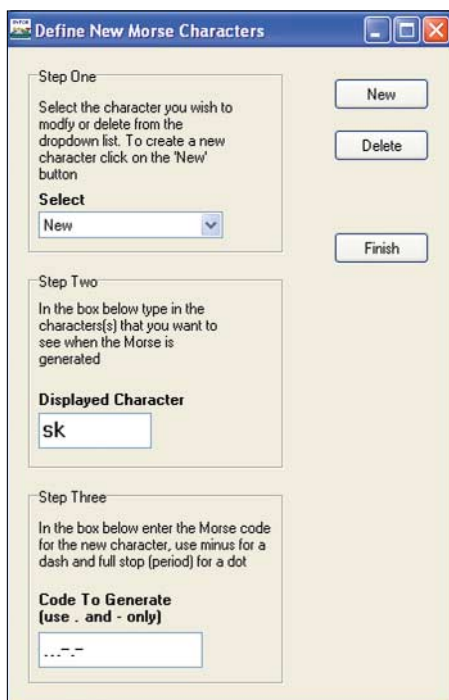 Define New Morse Characters
Step One
Select the character you wish to
modfy or delete from the
dropdown list. To create a new
character click on the 'New'
button
Select
New
New
Delete
Finish
Step Two
In the box below type in the
characters(s) that you want to
see when the Morse is
generated
Displayed Character
sk
Step Three
In the box below enter the Morse code
for the new character, use minus for a
dash and full stop (period) for a dot
Code To Generate
(use . and - only)
...-.-